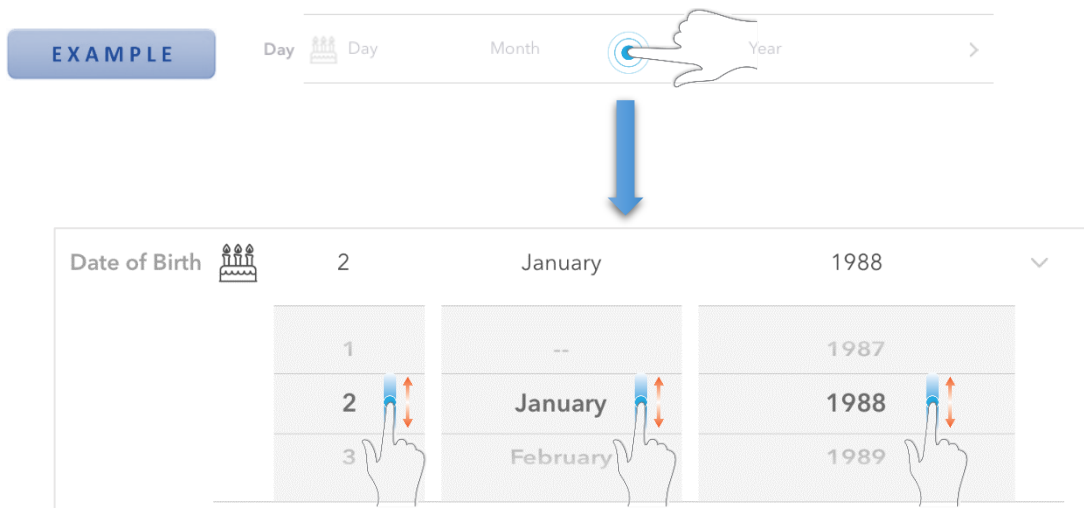 EXAMPLE
Day Day Month Year
Date of Birth 2 January 1988
1 -- 1987
2 January 1988
3 February 1989